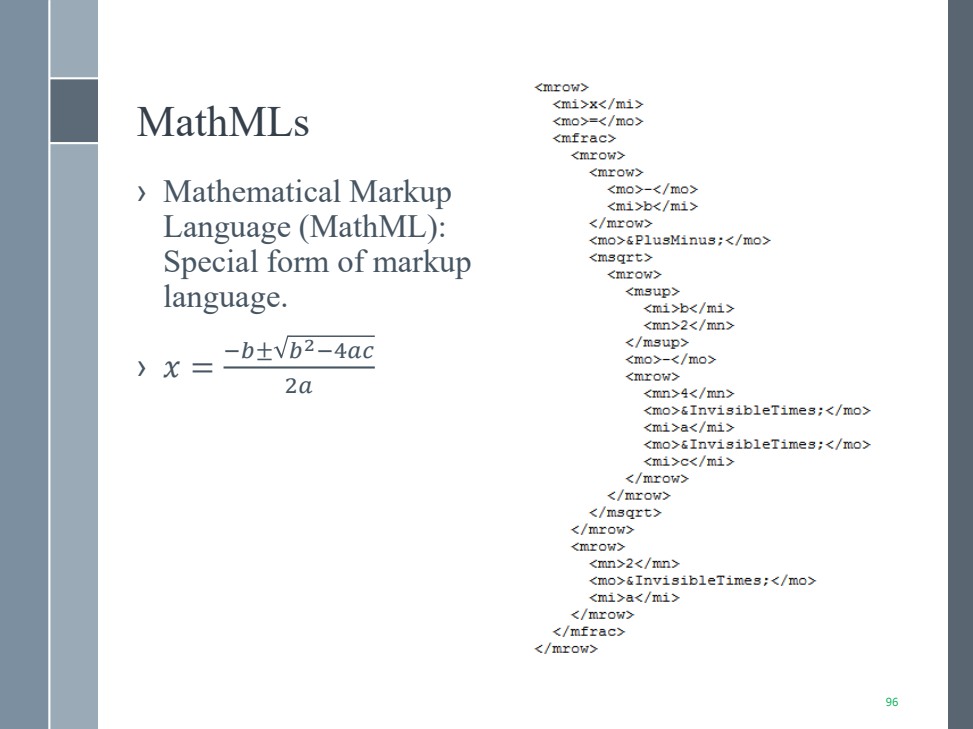 MathMLs
› Mathematical Markup
Language (MathML):
Special form of markup
language.
› x = −b±√b²−4ac / 2a
<mrow>
<mi>x</mi>
<mo>=</mo>
<mfrac>
<mrow>
<mrow>
<mo>-</mo>
<mi>b</mi>
</mrow>
<mo>&PlusMinus;</mo>
<msqrt>
<mrow>
<msup>
<mi>b</mi>
<mn>2</mn>
</msup>
<mo>-</mo>
<mrow>
<mn>4</mn>
<mo>&InvisibleTimes;</mo>
<mi>a</mi>
<mo>&InvisibleTimes;</mo>
<mi>c</mi>
</mrow>
</mrow>
</msqrt>
</mrow>
<mrow>
<mn>2</mn>
<mo>&InvisibleTimes;</mo>
<mi>a</mi>
</mrow>
</mfrac>
</mrow>
96